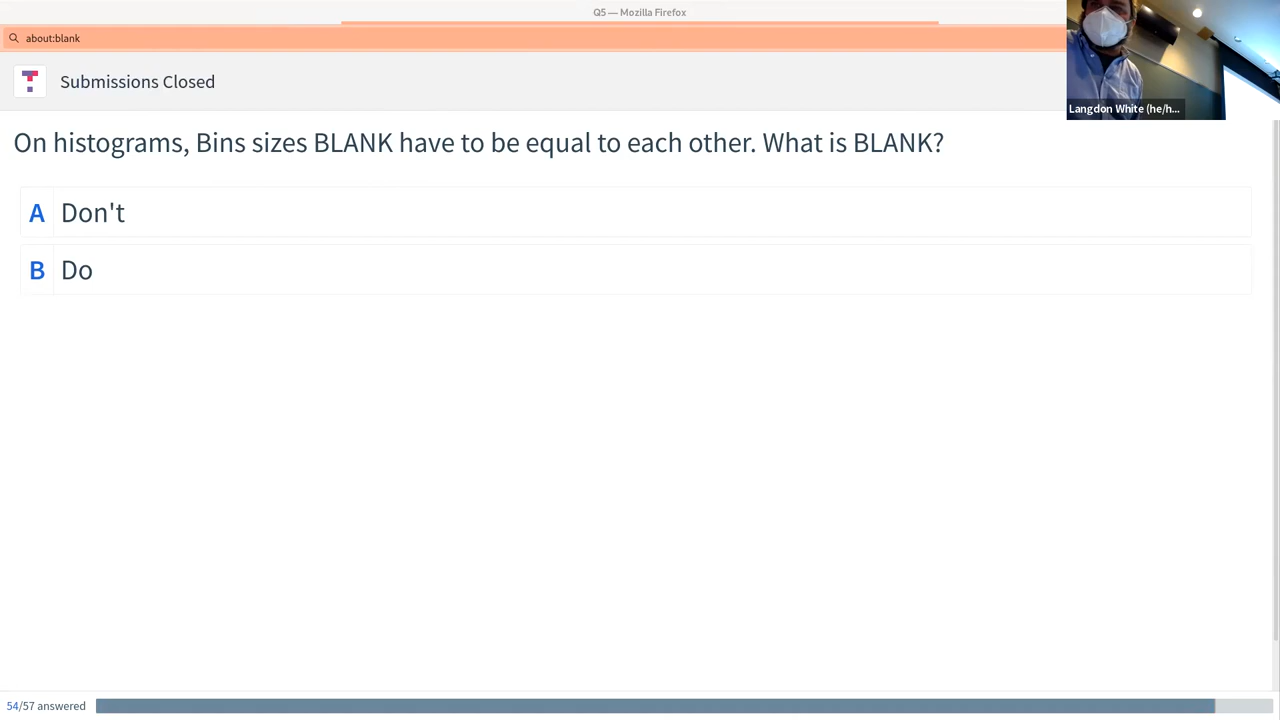 Q5 — Mozilla Firefox
about:blank
Submissions Closed
Langdon White (he/h...
On histograms, Bins sizes BLANK have to be equal to each other. What is BLANK?
A Don't
B Do
54/57 answered